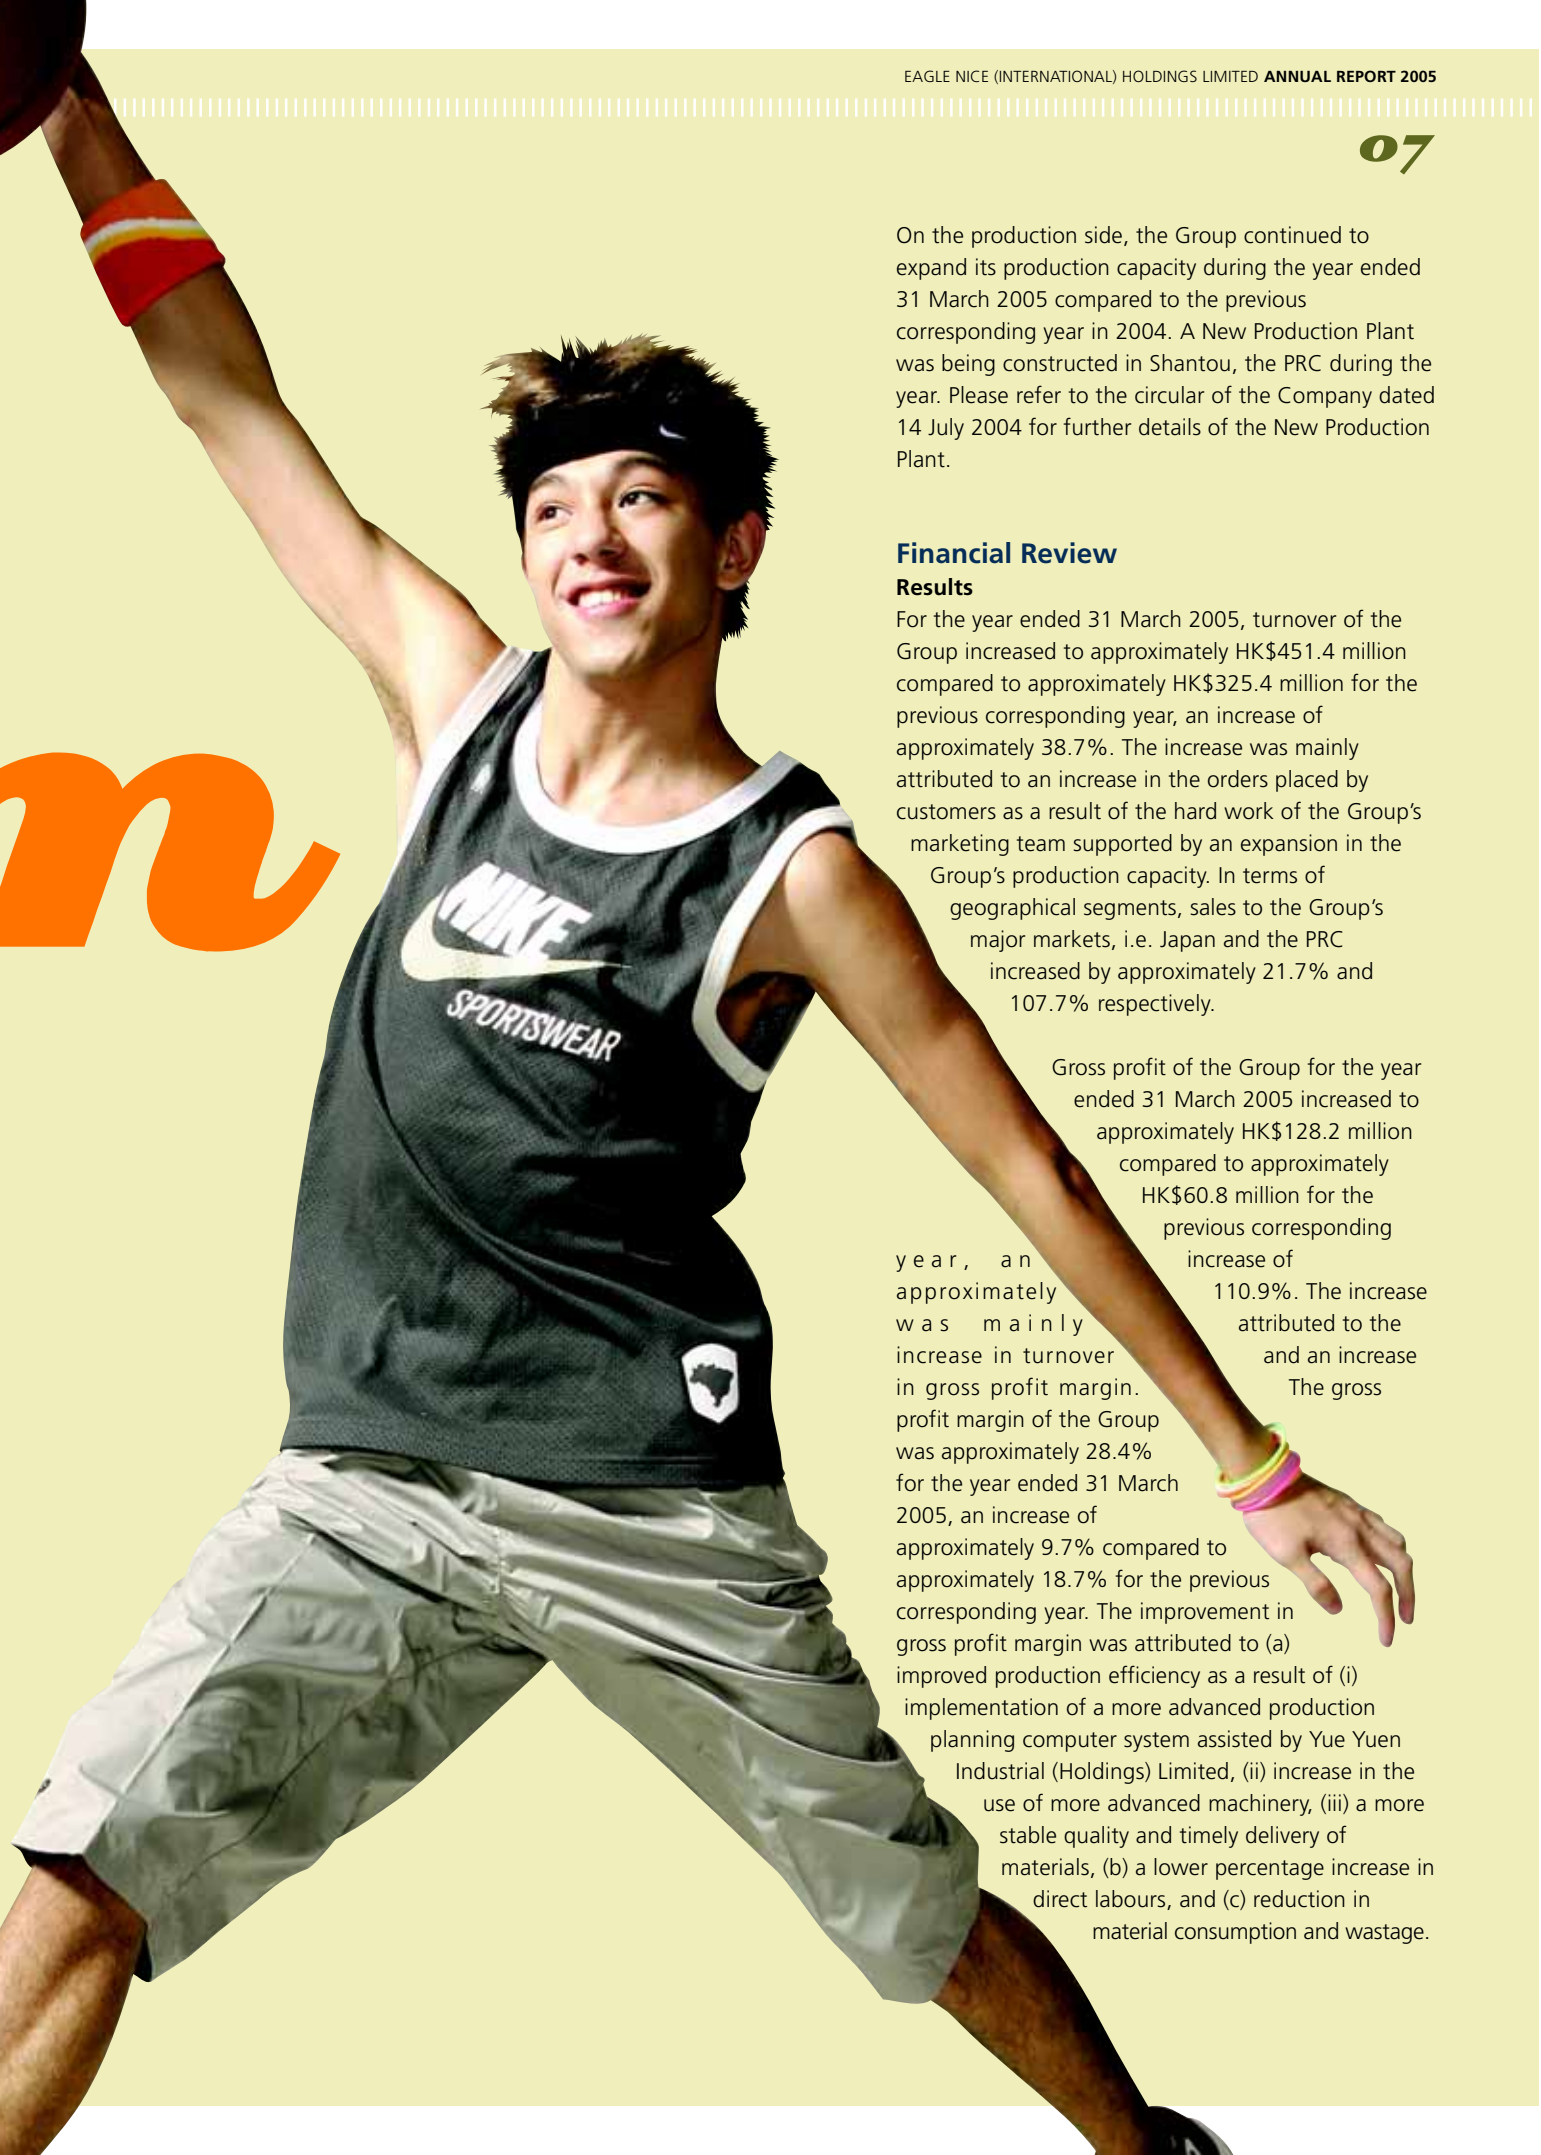 EAGLE NICE (INTERNATIONAL) HOLDINGS LIMITED ANNUAL REPORT 2005
07
On the production side, the Group continued to
expand its production capacity during the year ended
31 March 2005 compared to the previous
corresponding year in 2004. A New Production Plant
was being constructed in Shantou, the PRC during the
year. Please refer to the circular of the Company dated
14 July 2004 for further details of the New Production
Plant.
Financial Review
Results
For the year ended 31 March 2005, turnover of the
Group increased to approximately HK$451.4 million
compared to approximately HK$325.4 million for the
previous corresponding year, an increase of
approximately 38.7%. The increase was mainly
attributed to an increase in the orders placed by
customers as a result of the hard work of the Group's
marketing team supported by an expansion in the
Group's production capacity. In terms of
geographical segments, sales to the Group's
major markets, i.e. Japan and the PRC
increased by approximately 21.7% and
107.7% respectively.
Gross profit of the Group for the year
ended 31 March 2005 increased to
approximately HK$128.2 million
compared to approximately
HK$60.8 million for the
previous corresponding
year, an increase of
approximately 110.9%. The increase
was mainly attributed to the
increase in turnover and an increase
in gross profit margin. The gross
profit margin of the Group
was approximately 28.4%
for the year ended 31 March
2005, an increase of
approximately 9.7% compared to
approximately 18.7% for the previous
corresponding year. The improvement in
gross profit margin was attributed to (a)
improved production efficiency as a result of (i)
implementation of a more advanced production
planning computer system assisted by Yue Yuen
Industrial (Holdings) Limited, (ii) increase in the
use of more advanced machinery, (iii) a more
stable quality and timely delivery of
materials, (b) a lower percentage increase in
direct labours, and (c) reduction in
material consumption and wastage.
n
NIKE
SPORTSWEAR